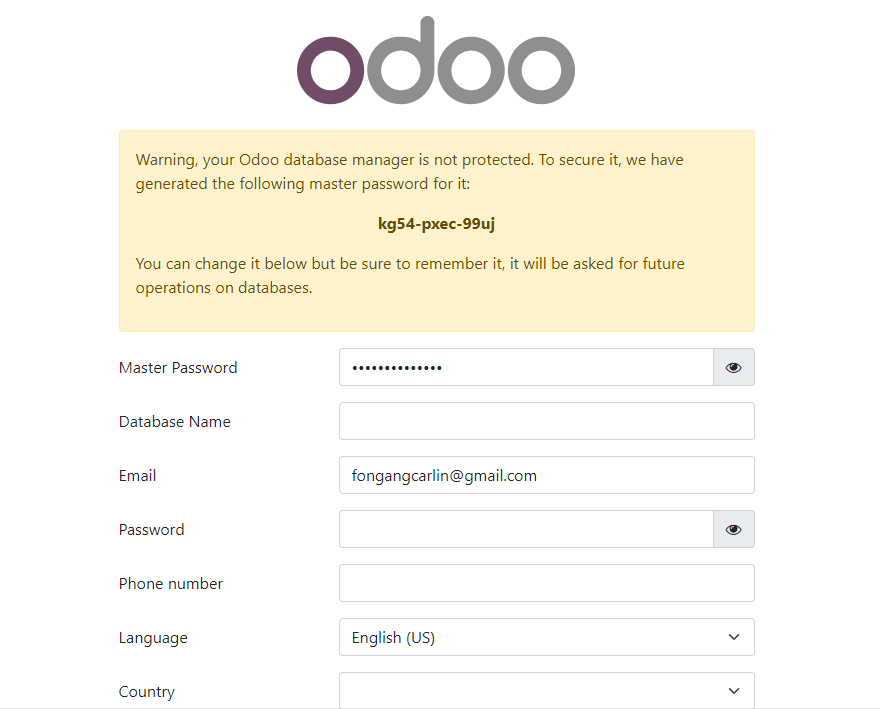 odoo
Warning, your Odoo database manager is not protected. To secure it, we have
generated the following master password for it:
kg54-pxec-99uj
You can change it below but be sure to remember it, it will be asked for future
operations on databases.
Master Password ••••••••••••••
Database Name
Email fongangcarlin@gmail.com
Password
Phone number
Language English (US)
Country